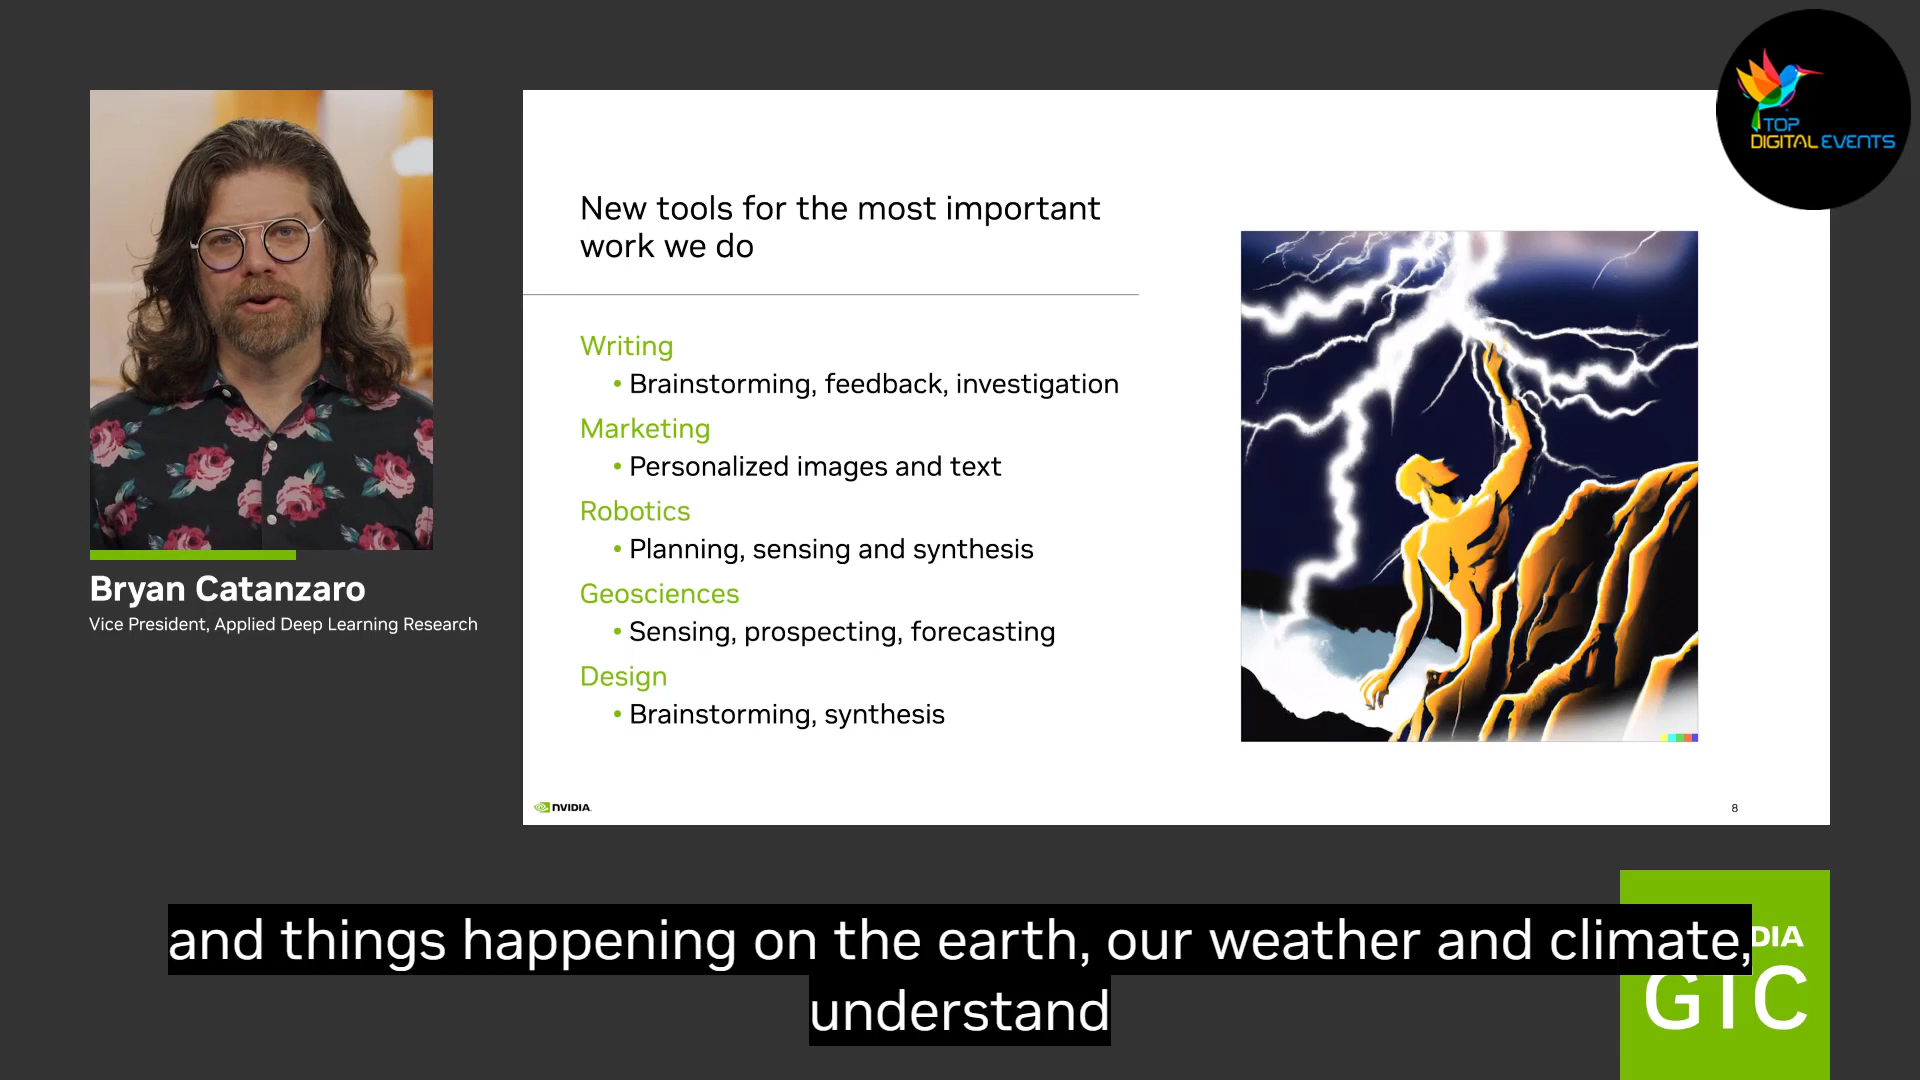 TOP
DIGITAL EVENTS
New tools for the most important
work we do
Writing
• Brainstorming, feedback, investigation
Marketing
• Personalized images and text
Robotics
• Planning, sensing and synthesis
Geosciences
• Sensing, prospecting, forecasting
Design
• Brainstorming, synthesis
NVIDIA
8
Bryan Catanzaro
Vice President, Applied Deep Learning Research
and things happening on the earth, our weather and climate,
understand
DIA
GTC